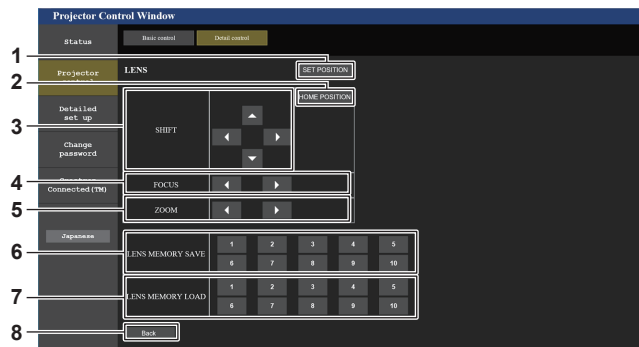 Projector Control Window
Status
Basic control
Detail control
1
LENS
SET POSITION
Projector
2
HOME POSITION
Detailed
set up
3
SHIFT
Change
password
4
FOCUS
Connected(TM)
5
ZOOM
Japanese
6
LENS MEMORY SAVE
1 2 3 4 5
6 7 8 9 10
7
LENS MEMORY LOAD
1 2 3 4 5
6 7 8 9 10
8
Back